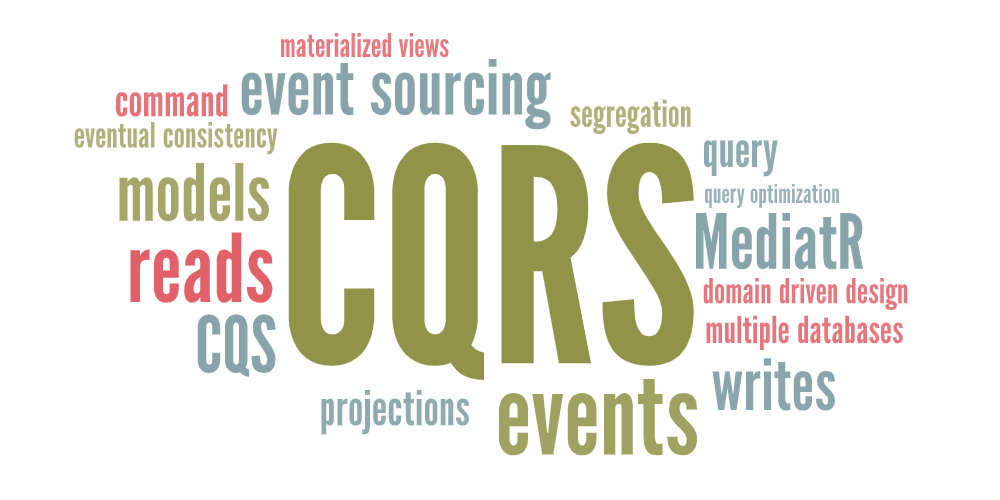 materialized views
event sourcing
command
segregation
eventual consistency
CQRS
query
models
query optimization
MediatR
reads
domain driven design
CQS
multiple databases
writes
projections
events